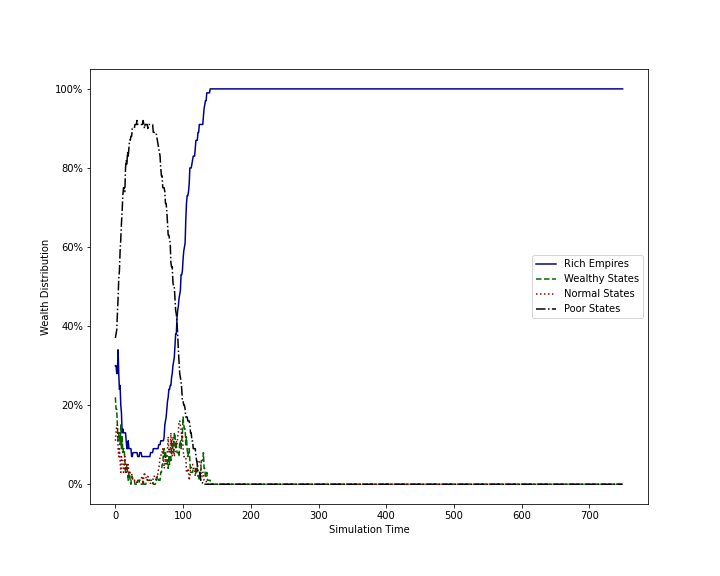 100%
80%
60%
40%
20%
0%
Wealth Distribution
0
100
200
300
400
500
600
700
Simulation Time
Rich Empires
Wealthy States
Normal States
Poor States